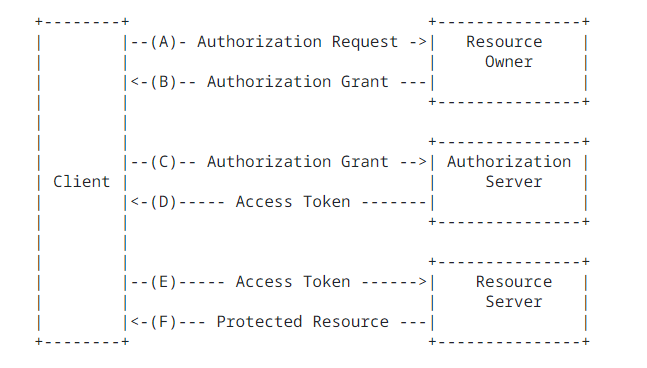 +--------+                               +---------------+
|        |--(A)- Authorization Request ->|   Resource    |
|        |                               |     Owner     |
|        |<-(B)-- Authorization Grant ---|               |
|        |                               +---------------+
|        |
|        |                               +---------------+
|        |--(C)-- Authorization Grant -->| Authorization |
| Client |                               |     Server    |
|        |<-(D)----- Access Token -------|               |
|        |                               +---------------+
|        |
|        |                               +---------------+
|        |--(E)----- Access Token ------>|    Resource   |
|        |                               |     Server    |
|        |<-(F)--- Protected Resource ---|               |
+--------+                               +---------------+